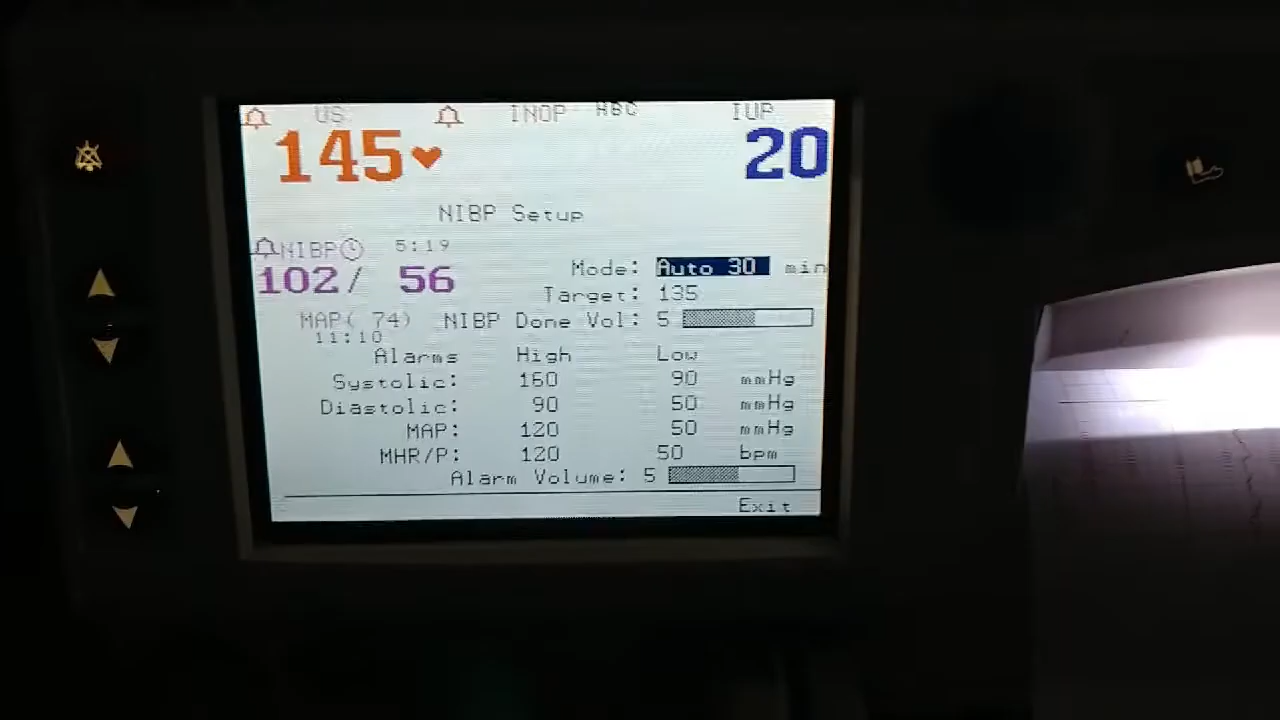 US INOP HBC IUP
145 20
NIBP Setup
NIBP 5:19
102/ 56 Mode: Auto 30 min
Target: 135
MAP( 74) NIBP Done Vol: 5
11:10
Alarms High Low
Systolic: 160 90 mmHg
Diastolic: 90 50 mmHg
MAP: 120 50 mmHg
MHR/P: 120 50 bpm
Alarm Volume: 5
Exit